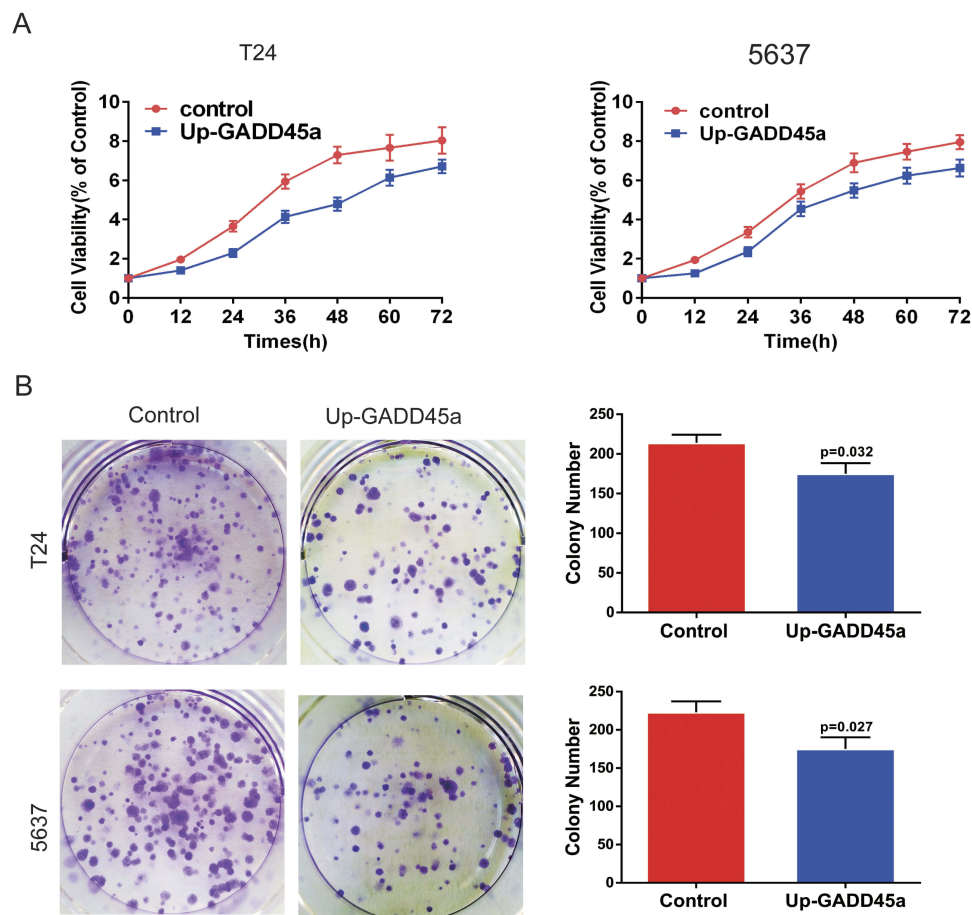 A
T24
10
8
6
4
2
0
Cell Viability(% of Control)
control
Up-GADD45a
0 12 24 36 48 60 72
Times(h)
5637
10
8
6
4
2
0
Cell Viability(% of Control)
control
Up-GADD45a
0 12 24 36 48 60 72
Time(h)
B
Control
Up-GADD45a
T24
5637
250
200
150
100
50
0
Colony Number
p=0.032
Control Up-GADD45a
250
200
150
100
50
0
Colony Number
p=0.027
Control Up-GADD45a